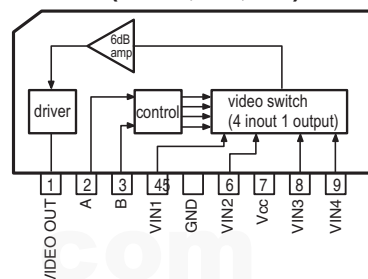 6dB
amp
driver
control
video switch
(4 inout 1 output)
1 2 3 45 6 7 8 9
VIDEO OUT
A
B
VIN1
GND
VIN2
Vcc
VIN3
VIN4
com